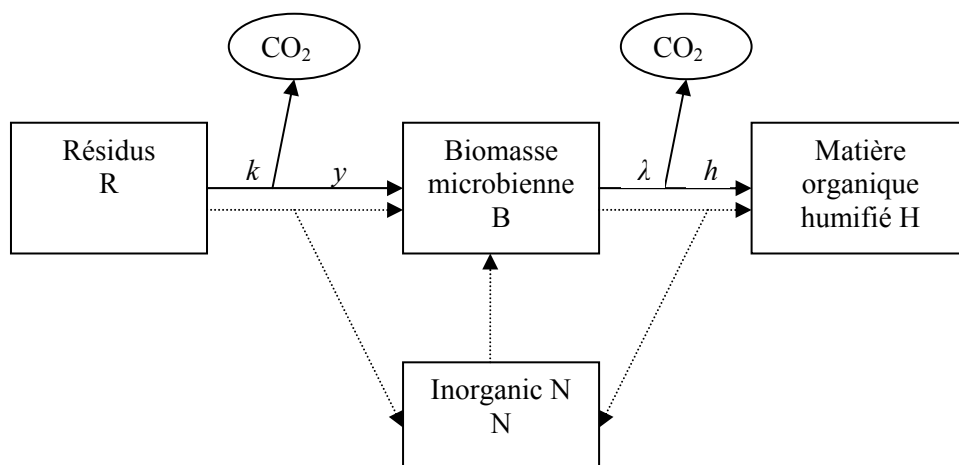 CO₂
CO₂
Résidus
R
k
y
Biomasse
microbienne
B
λ
h
Matière
organique
humifié H
Inorganic N
N